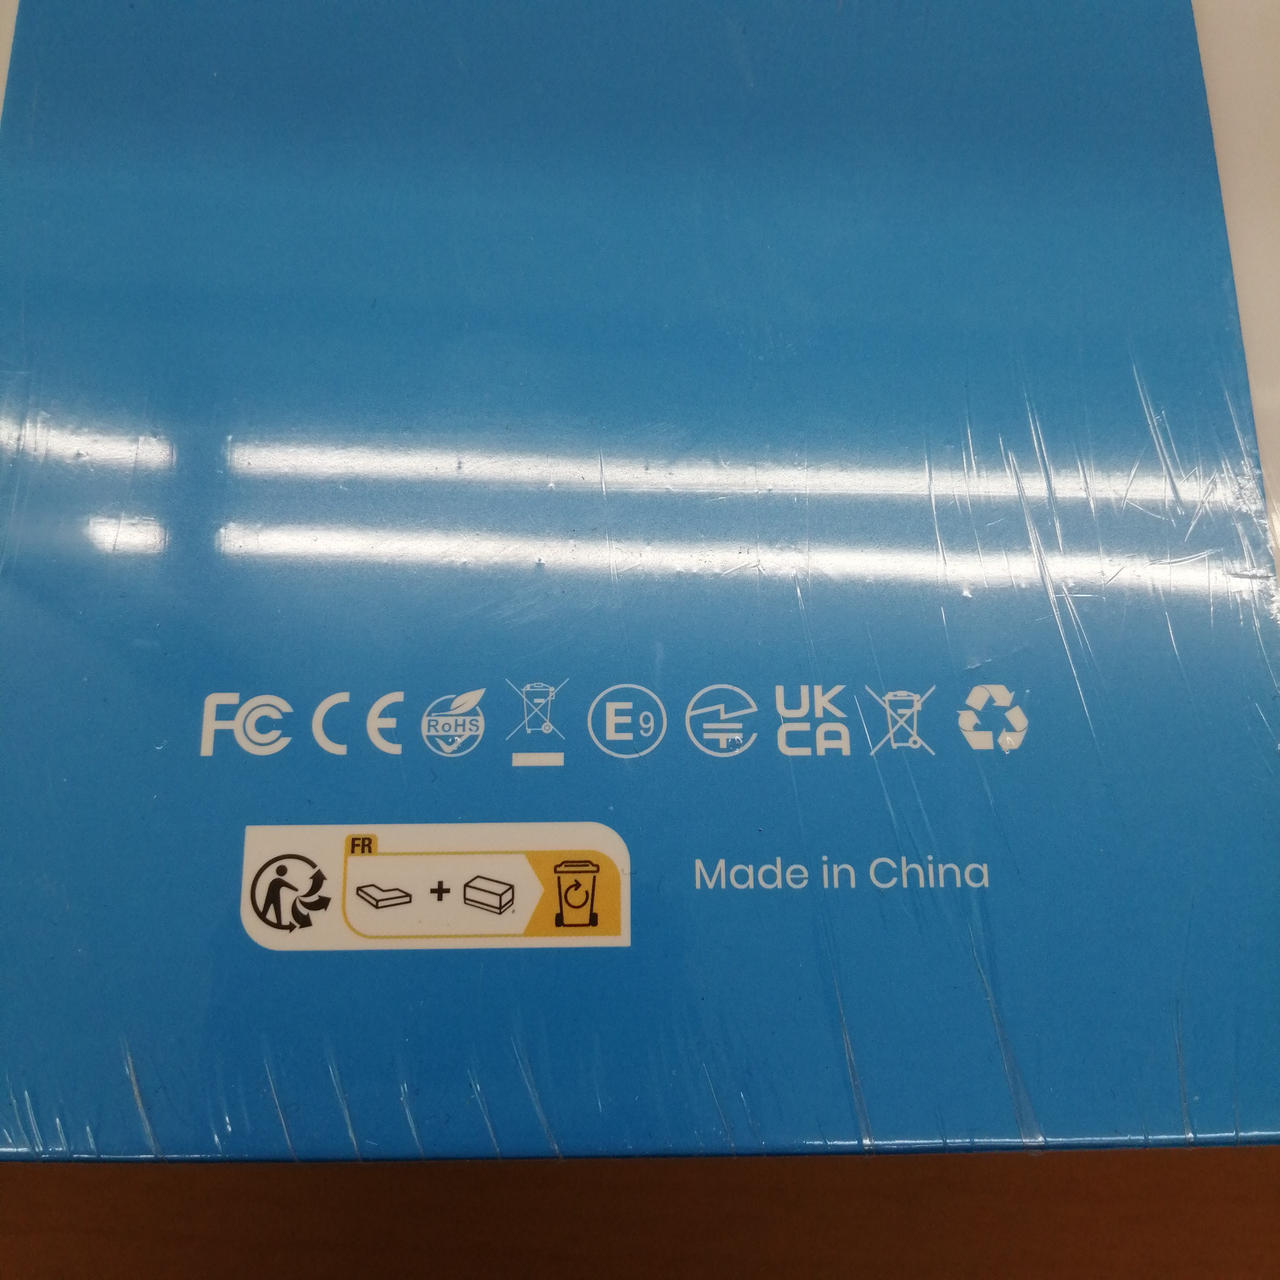 FC CE RoHS E9 UK
CA
FR
Made in China